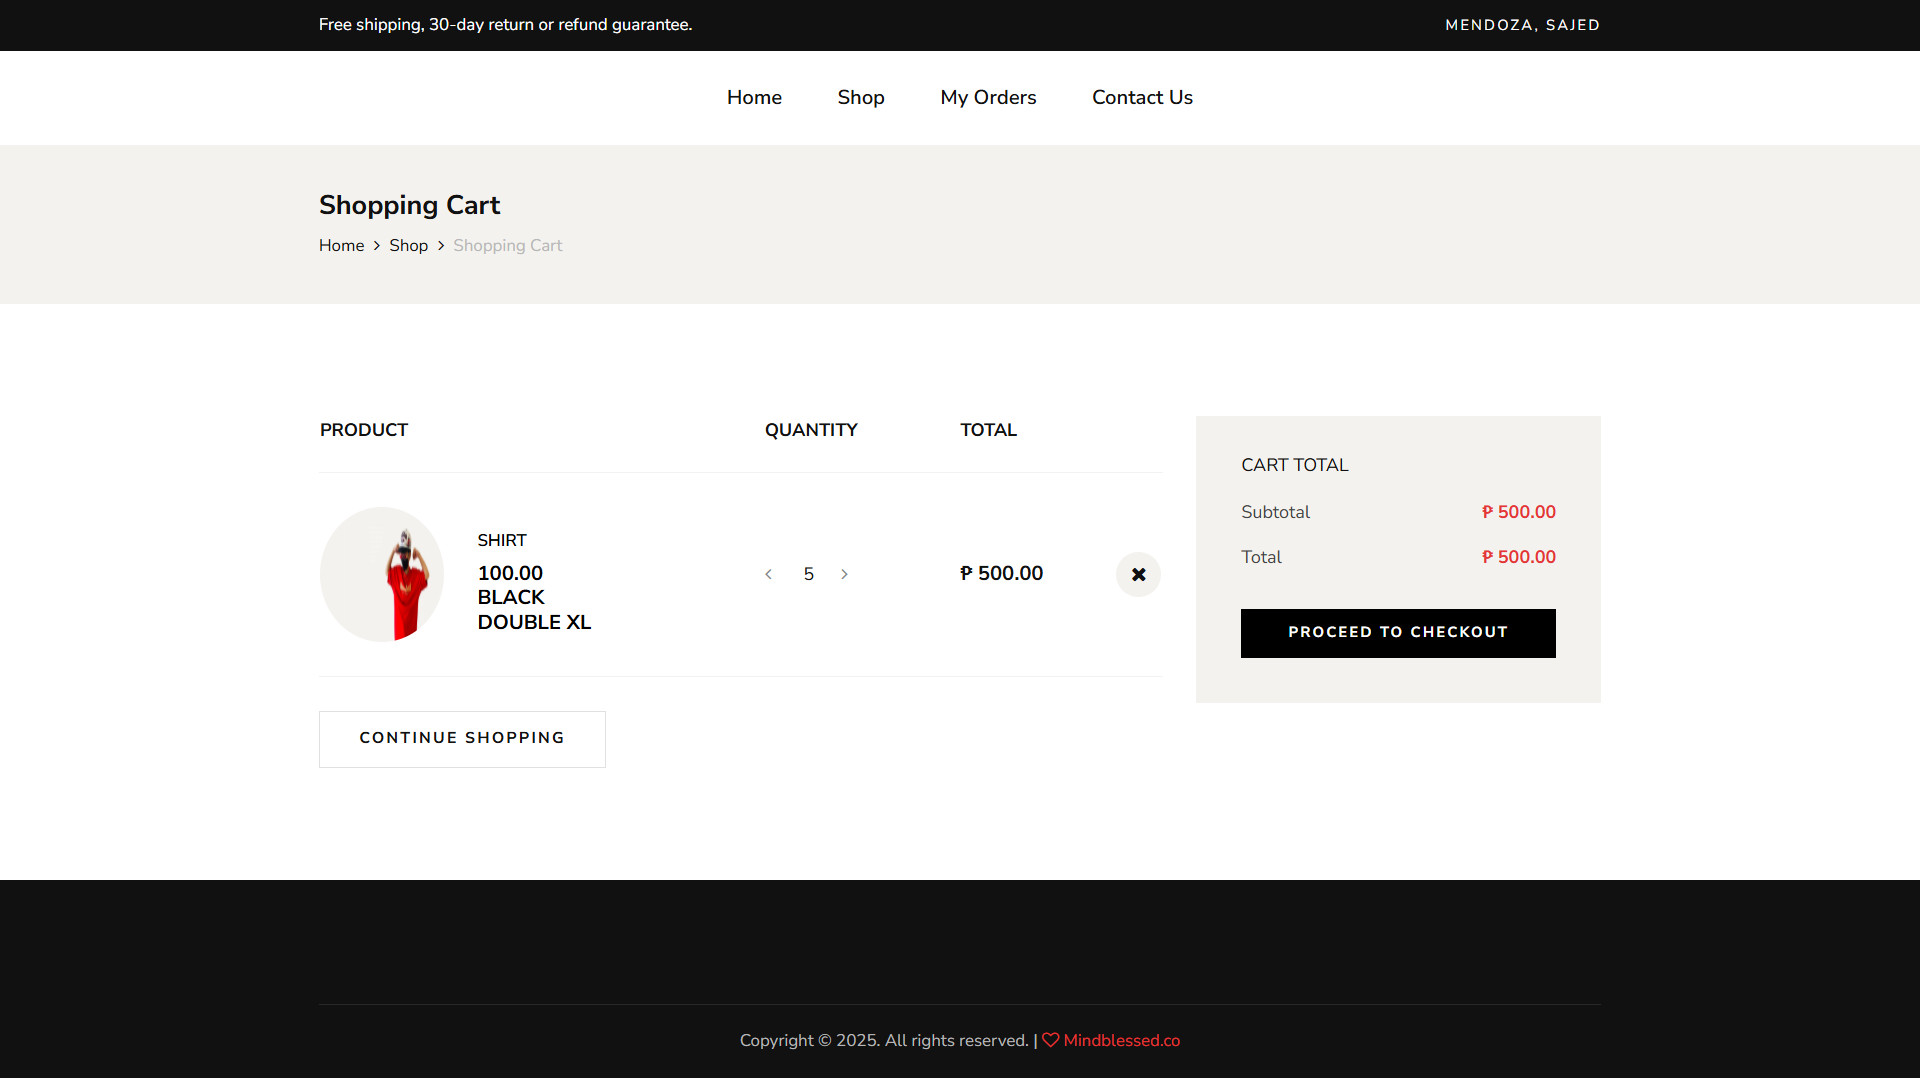 Free shipping, 30-day return or refund guarantee.
MENDOZA, SAJED
Home Shop My Orders Contact Us
Shopping Cart
Home > Shop > Shopping Cart
PRODUCT QUANTITY TOTAL
SHIRT
100.00
BLACK
DOUBLE XL
5
₱ 500.00
CONTINUE SHOPPING
CART TOTAL
Subtotal ₱ 500.00
Total ₱ 500.00
PROCEED TO CHECKOUT
Copyright © 2025. All rights reserved. | Mindblessed.co